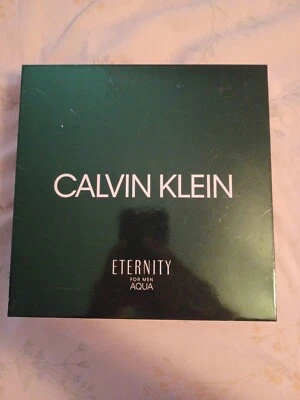 CALVIN KLEIN
ETERNITY
FOR MEN
AQUA